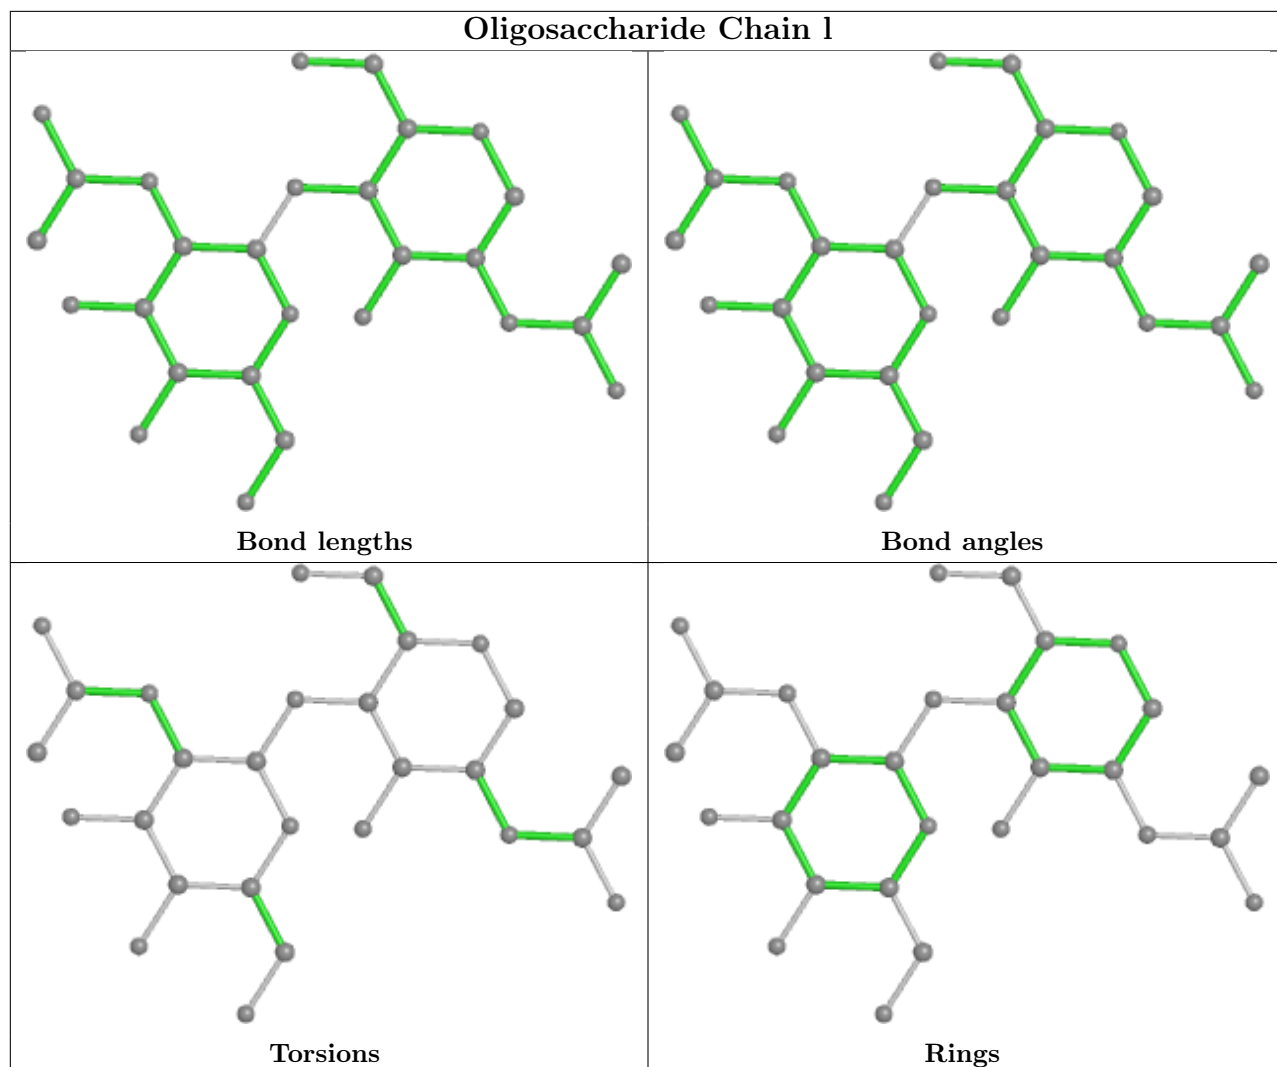 Oligosaccharide Chain l
Bond lengths
Bond angles
Torsions
Rings